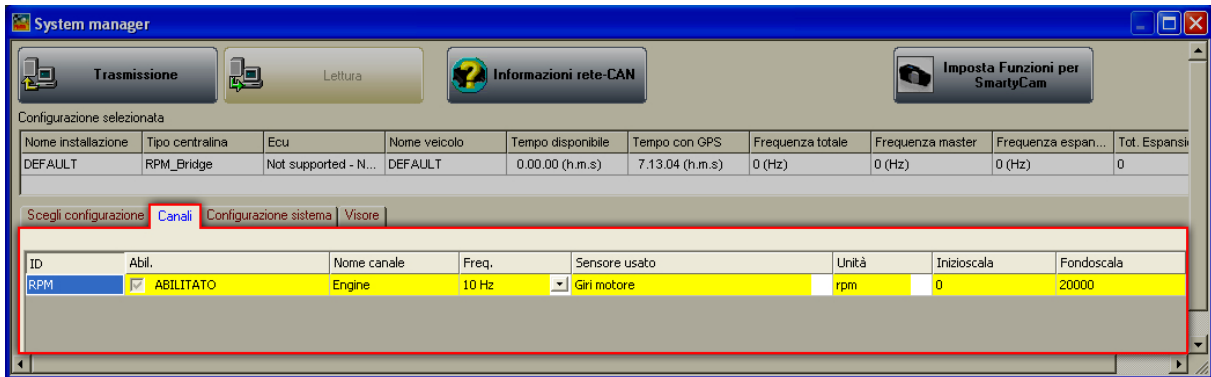 System manager
Trasmissione
Lettura
Informazioni rete-CAN
Imposta Funzioni per
SmartyCam
Configurazione selezionata
Nome installazione Tipo centralina Ecu Nome veicolo Tempo disponibile Tempo con GPS Frequenza totale Frequenza master Frequenza espan... Tot. Espansi
DEFAULT RPM_Bridge Not supported - N... DEFAULT 0.00.00 (h.m.s) 7.13.04 (h.m.s) 0 (Hz) 0 (Hz) 0 (Hz) 0
Scegli configurazione Canali Configurazione sistema Visore
ID Abil. Nome canale Freq. Sensore usato Unità Inizioscala Fondoscala
RPM ABILITATO Engine 10 Hz Giri motore rpm 0 20000